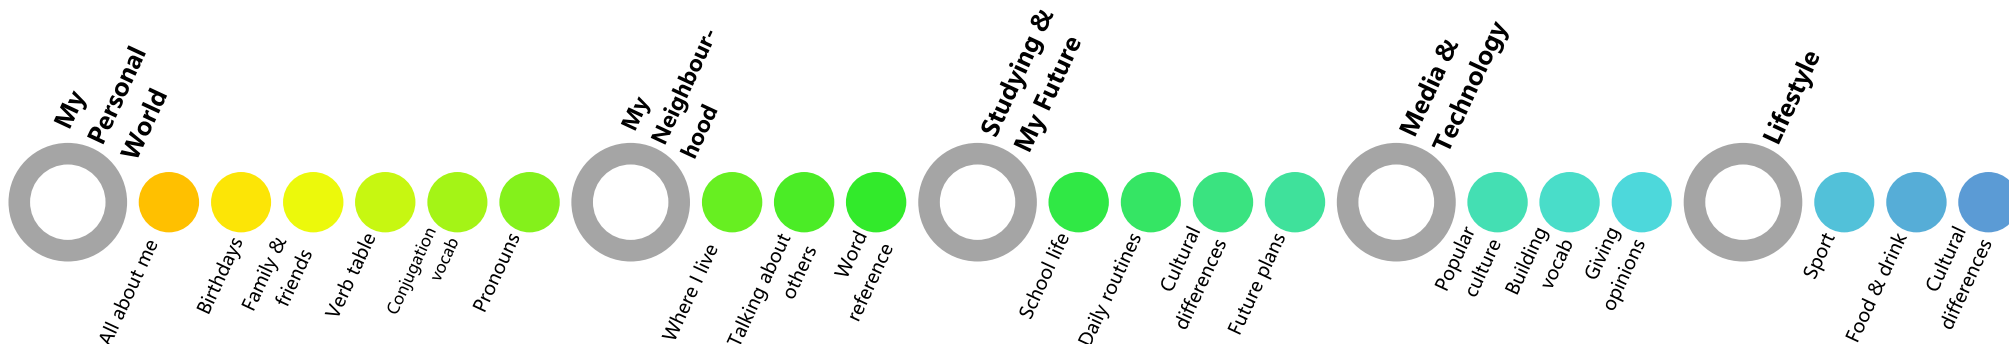 My
Personal
World
All about me
Birthdays
Family &
friends
Verb table
Conjugation
vocab
Pronouns
My
Neighbour-
hood
Where I live
Talking about
others
Word
reference
Studying &
My Future
School life
Daily routines
Cultural
differences
Future plans
Media &
Technology
Popular
culture
Building
vocab
Giving
opinions
Lifestyle
Sport
Food & drink
Cultural
differences